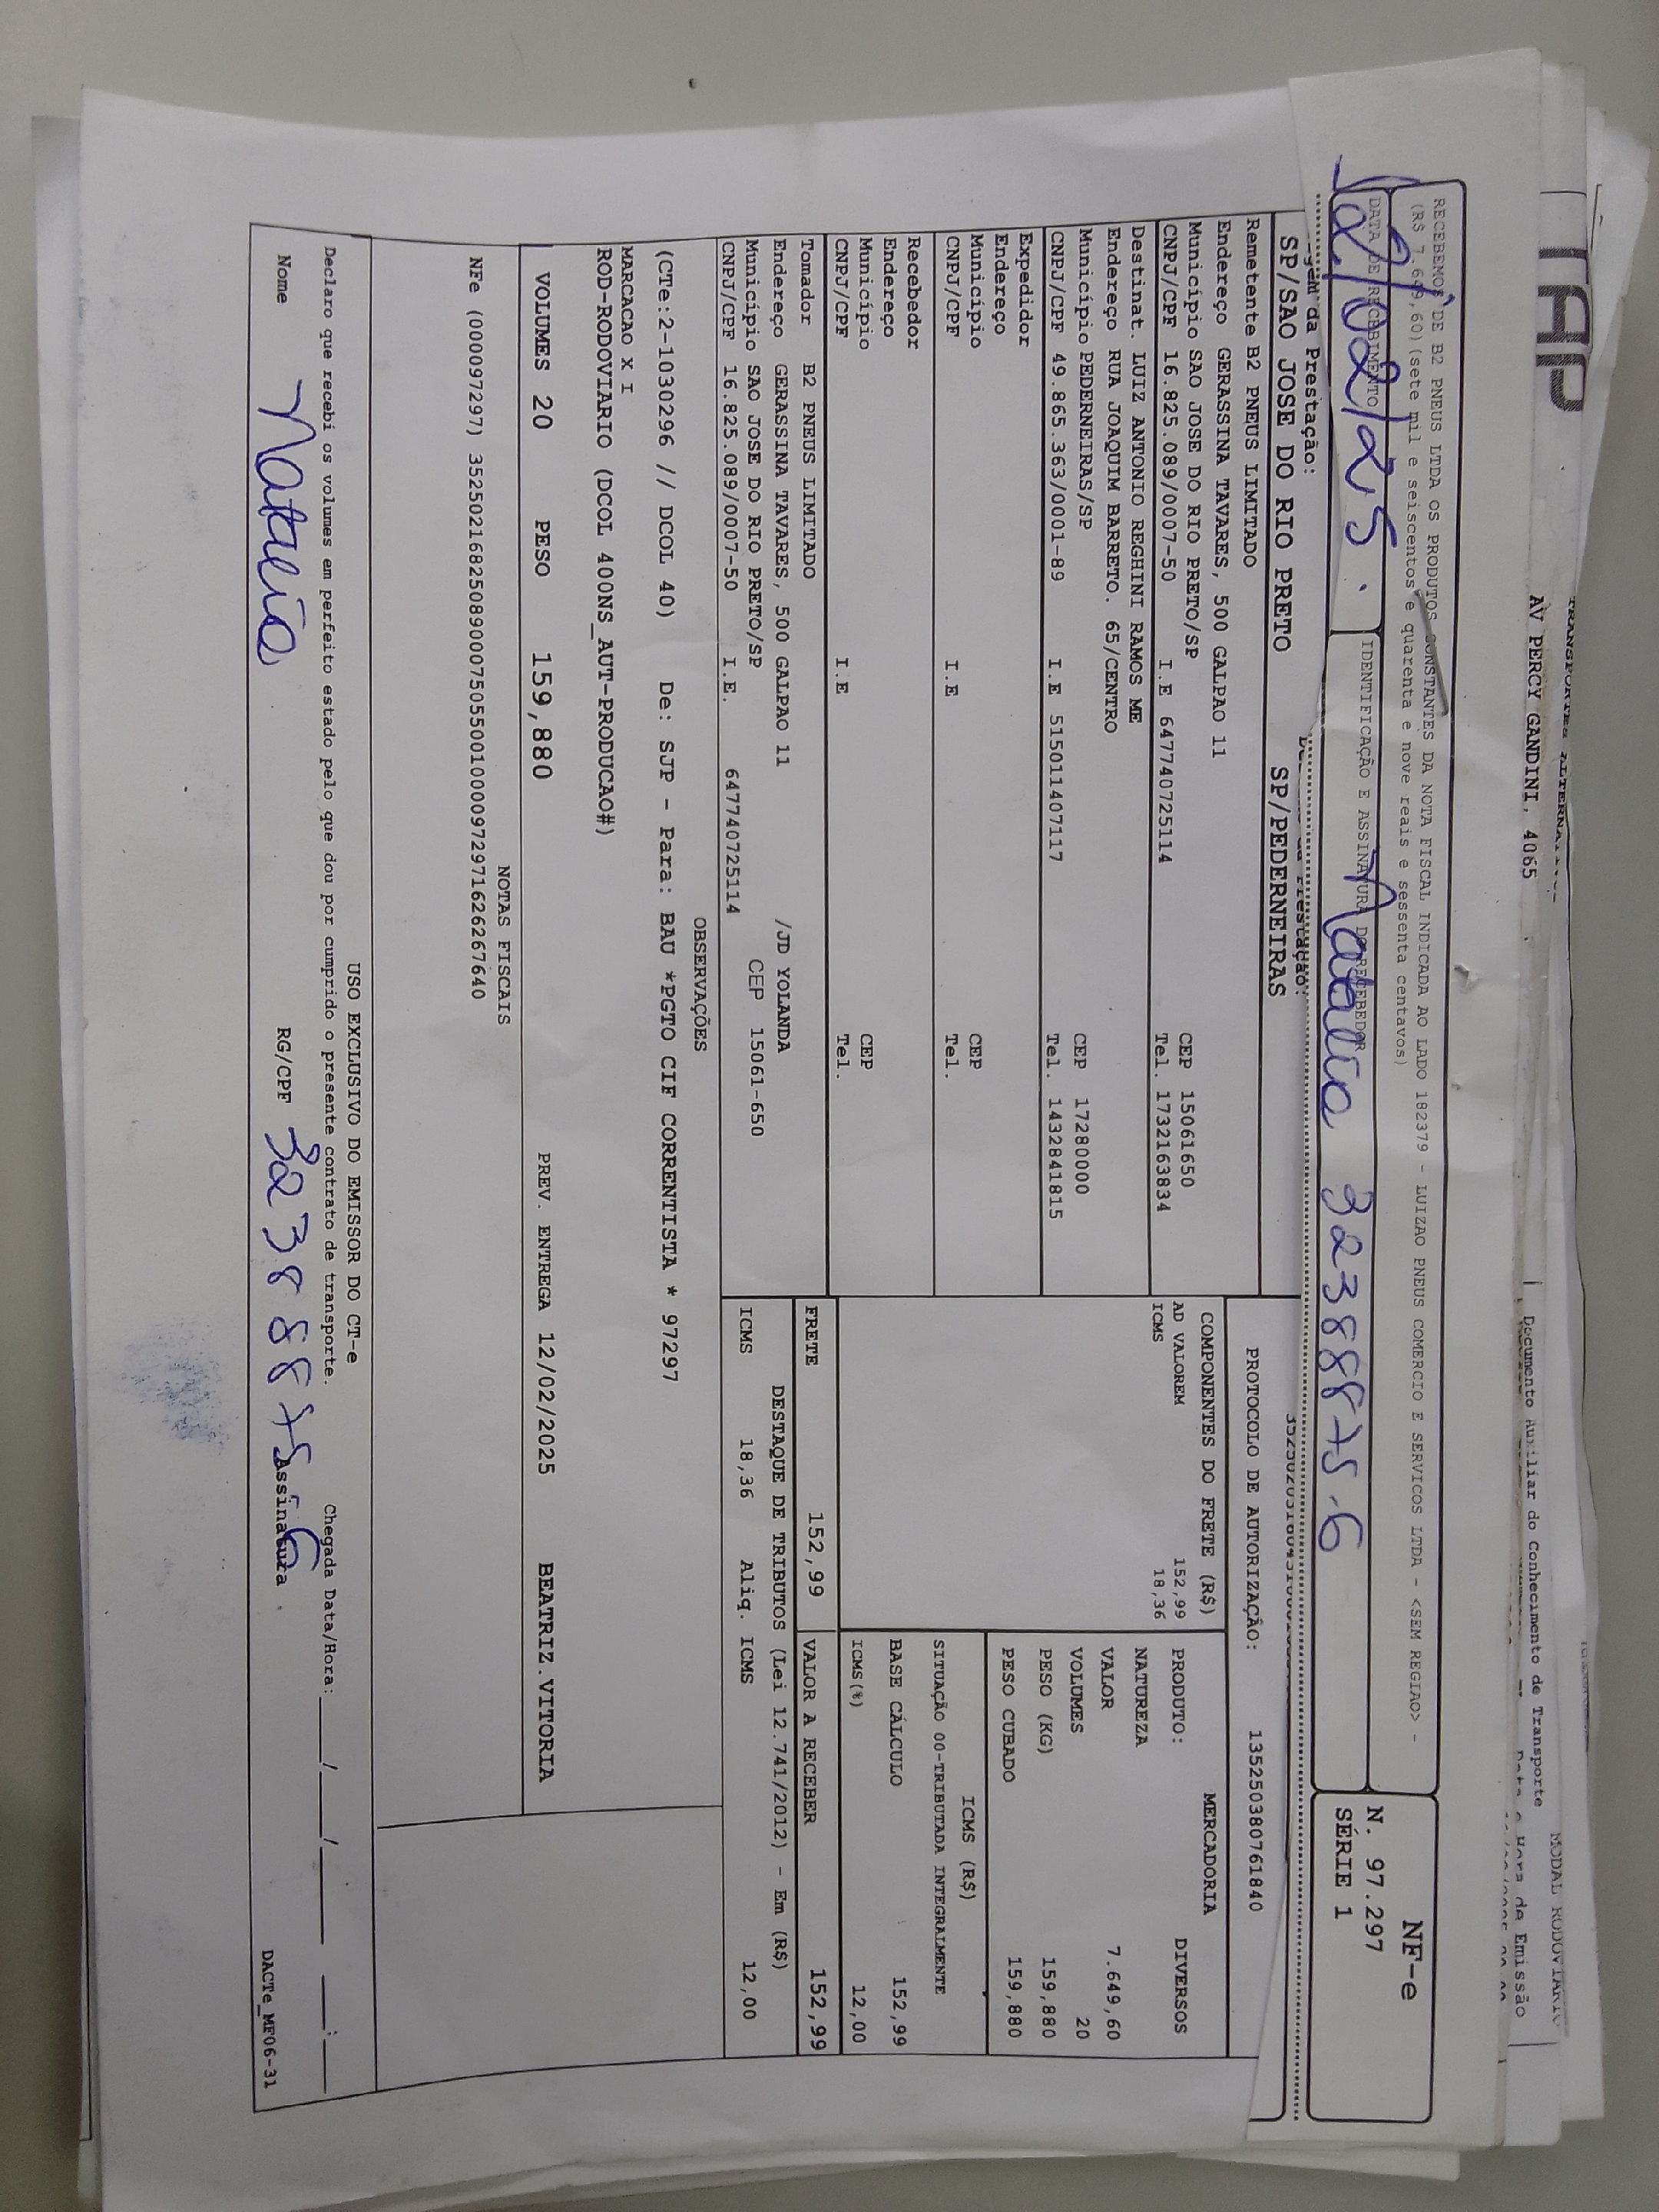 TAP
AV PERCY GANDINI, 4065
MODAL RODOVIARIO
Documento Auxiliar do Conhecimento de Transporte
Data e Hora de Emissão
RECEBEMOS DE B2 PNEUS LTDA OS PRODUTOS CONSTANTES DA NOTA FISCAL INDICADA AO LADO 182379 - LUIZAO PNEUS COMERCIO E SERVICOS LTDA - <SEM REGIAO> -
(R$ 7.649,60)(sete mil e seiscentos e quarenta e nove reais e sessenta centavos)
DATA DE RECEBIMENTO
IDENTIFICAÇÃO E ASSINATURA DO RECEBEDOR
/02/25.
Natalia 32388875.6
NF-e
N. 97.297
SÉRIE 1
da Prestação:
SP/SAO JOSE DO RIO PRETO
SP/PEDERNEIRAS
PROTOCOLO DE AUTORIZAÇÃO: 135250380761840
Remetente B2 PNEUS LIMITADO
Endereço GERASSINA TAVARES, 500 GALPAO 11
Município SAO JOSE DO RIO PRETO/SP CEP 15061650
CNPJ/CPF 16.825.089/0007-50 I.E 647740725114 Tel. 1732163834
Destinat. LUIZ ANTONIO REGHINI RAMOS ME
Endereço RUA JOAQUIM BARRETO. 65/CENTRO
Município PEDERNEIRAS/SP CEP 17280000
CNPJ/CPF 49.865.363/0001-89 I.E 515011407117 Tel. 1432841815
Expedidor
Endereço
Município CEP
CNPJ/CPF I.E Tel.
Recebedor
Endereço
Município CEP
CNPJ/CPF I.E Tel.
Tomador B2 PNEUS LIMITADO
Endereço GERASSINA TAVARES, 500 GALPAO 11 /JD YOLANDA
Município SAO JOSE DO RIO PRETO/SP CEP 15061-650
CNPJ/CPF 16.825.089/0007-50 I.E. 647740725114
COMPONENTES DO FRETE (R$)
AD VALOREM 152,99
ICMS 18,36
MERCADORIA
PRODUTO: DIVERSOS
NATUREZA
VALOR 7.649,60
VOLUMES 20
PESO (KG) 159,880
PESO CUBADO 159,880
ICMS (R$)
SITUAÇÃO 00-TRIBUTADA INTEGRALMENTE
BASE CÁLCULO 152,99
ICMS(%) 12,00
FRETE 152,99
VALOR A RECEBER 152,99
DESTAQUE DE TRIBUTOS (Lei 12.741/2012) - Em (R$)
ICMS 18,36 Aliq. ICMS 12,00
OBSERVAÇÕES
(CTe:2-1030296 // DCOL 40) De: SJP - Para: BAU *PGTO CIF CORRENTISTA * 97297
MARCACAO X I
ROD-RODOVIARIO (DCOL 400NS_AUT-PRODUCAO#)
VOLUMES 20 PESO 159,880 PREV. ENTREGA 12/02/2025 BEATRIZ.VITORIA
NOTAS FISCAIS
NFe (000097297) 35250216825089000750550010000972971626267640
USO EXCLUSIVO DO EMISSOR DO CT-e
Declaro que recebi os volumes em perfeito estado pelo que dou por cumprido o presente contrato de transporte. Chegada Data/Hora:____/____/______ ___:___
Nome Natalia RG/CPF 32388875.6 Assinatura
DACTe_MF06-31